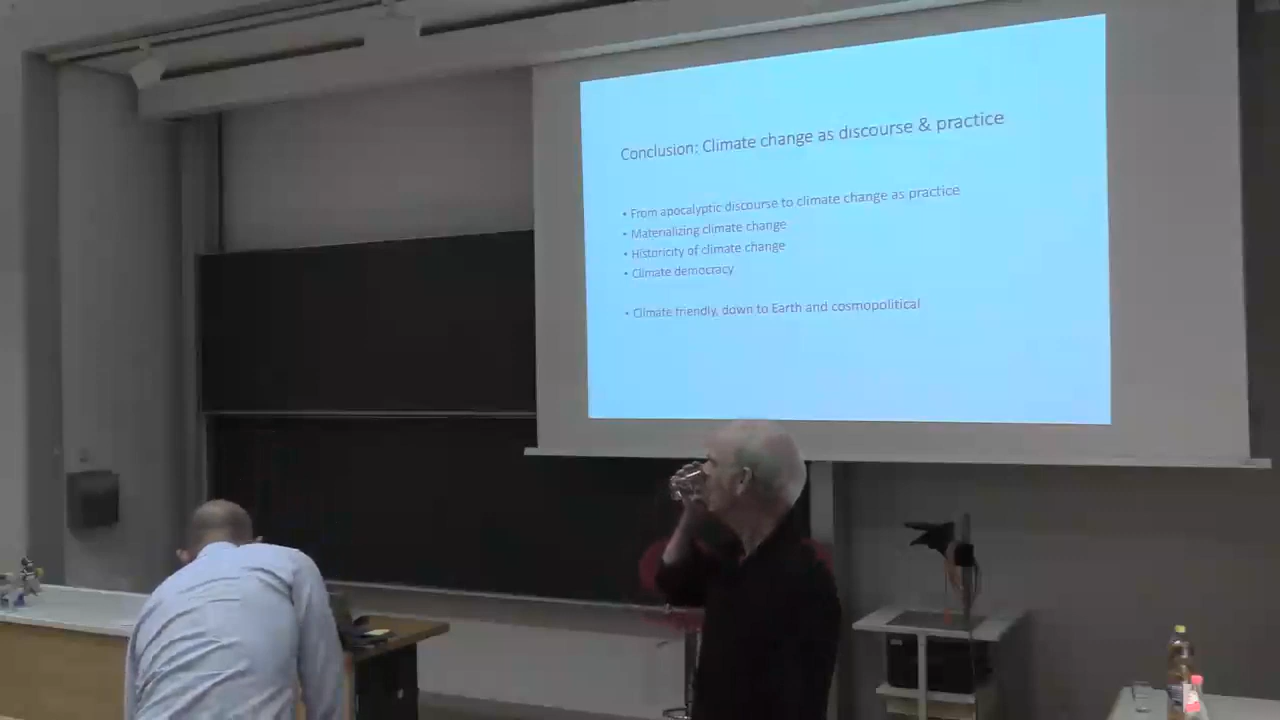 Conclusion: Climate change as discourse & practice
• From apocalyptic discourse to climate change as practice
• Materializing climate change
• Historicity of climate change
• Climate democracy
• Climate friendly, down to Earth and cosmopolitical